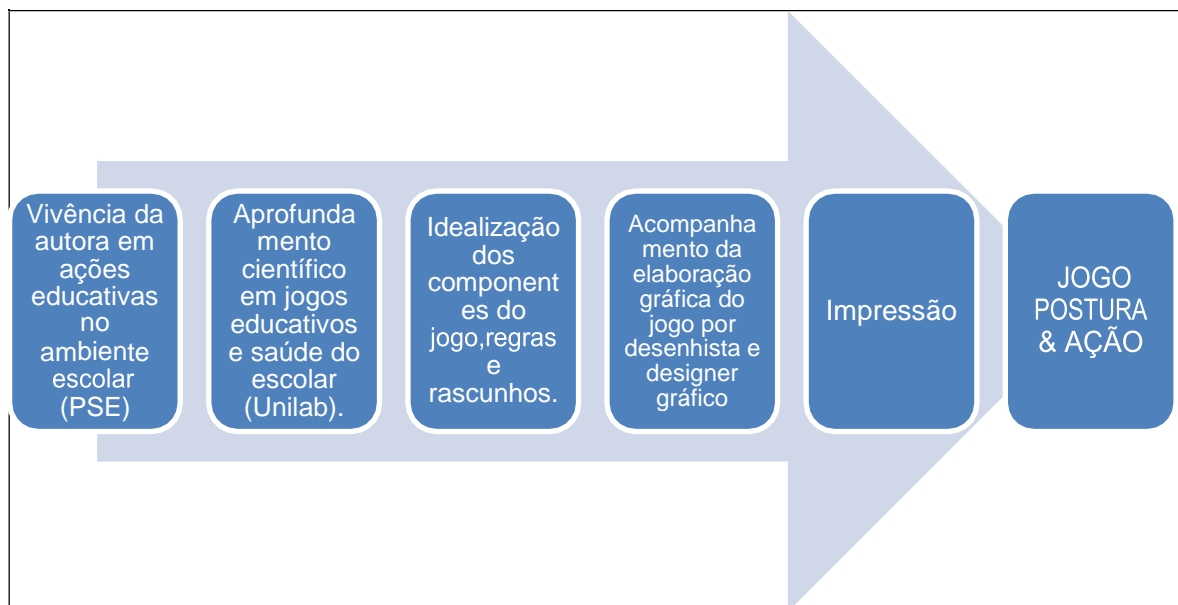 Vivência da
autora em
ações
educativas
no
ambiente
escolar
(PSE)
Aprofunda
mento
científico
em jogos
educativos
e saúde do
escolar
(Unilab).
Idealização
dos
component
es do
jogo,regras
e
rascunhos.
Acompanha
mento da
elaboração
gráfica do
jogo por
desenhista e
designer
gráfico
Impressão
JOGO
POSTURA
& AÇÃO